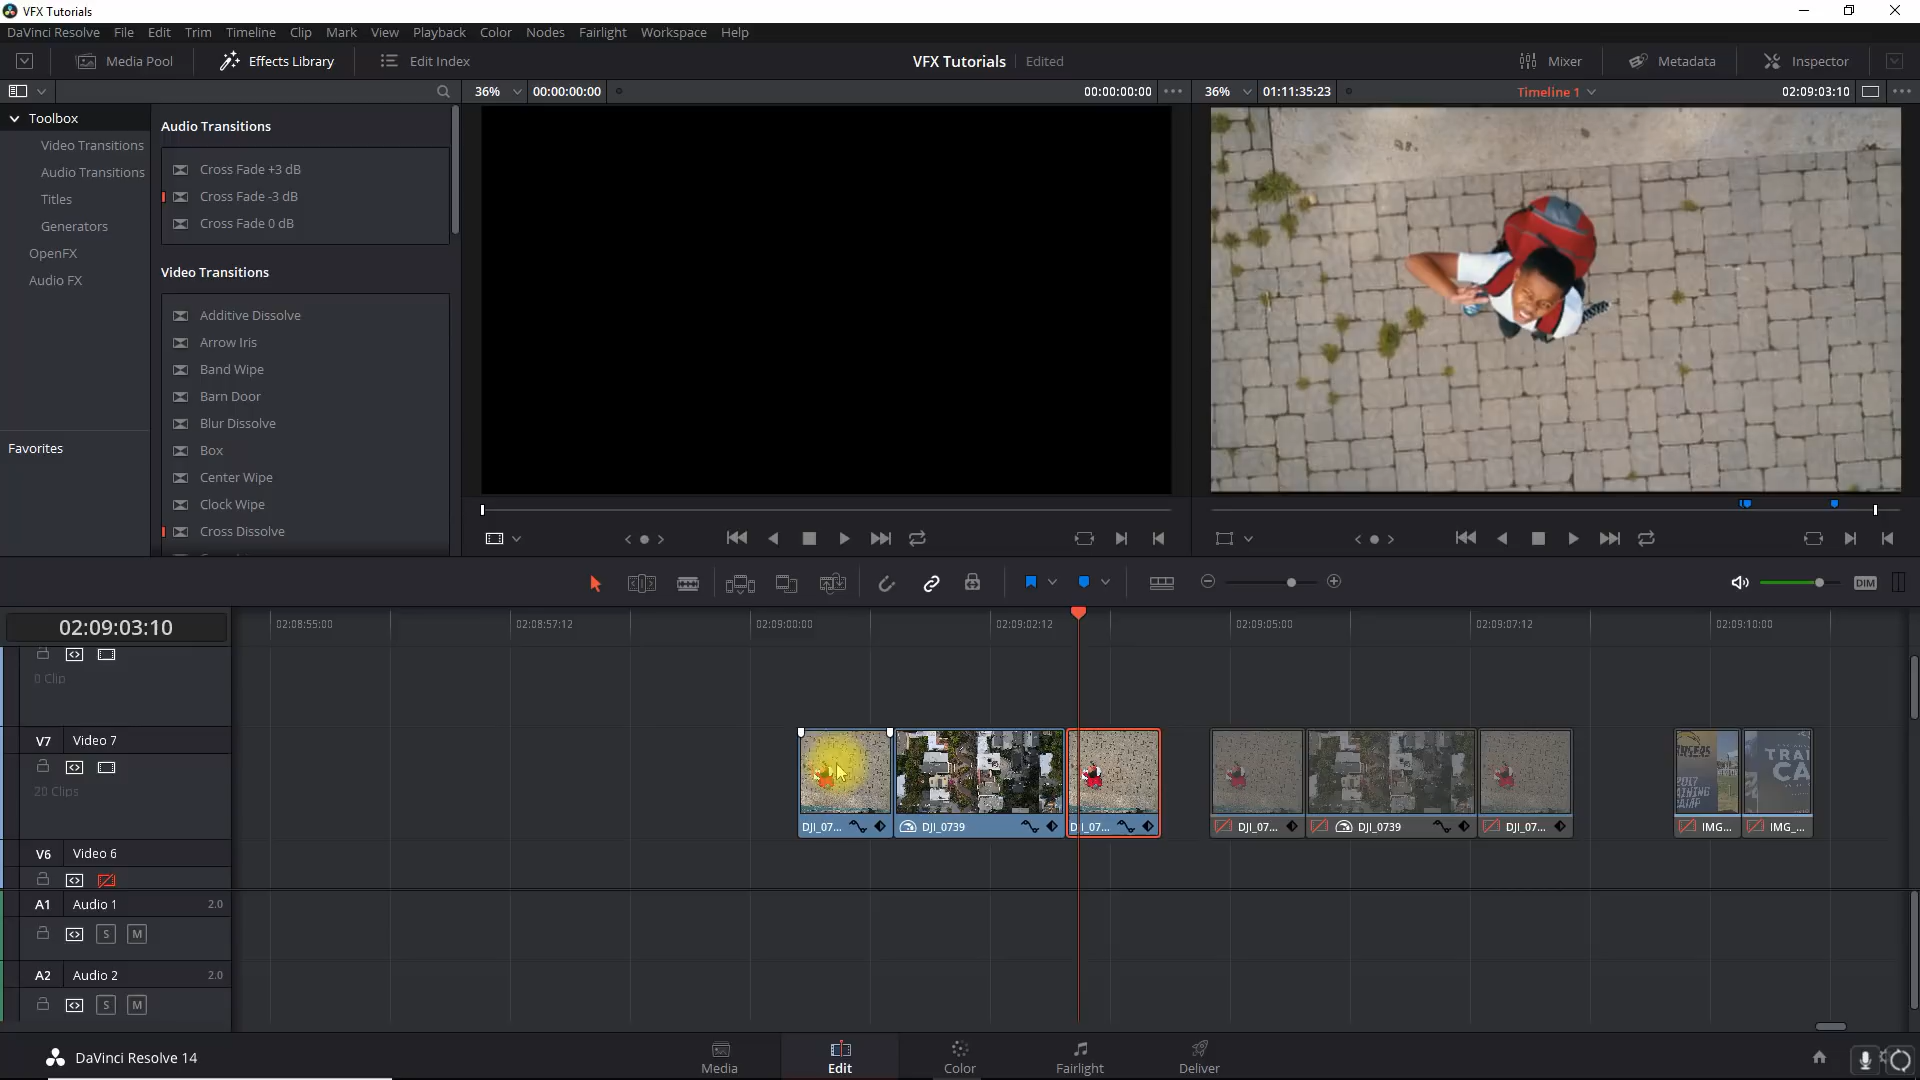 VFX Tutorials
DaVinci Resolve File Edit Trim Timeline Clip Mark View Playback Color Nodes Fairlight Workspace Help
Media Pool Effects Library Edit Index VFX Tutorials Edited Mixer Metadata Inspector
36% 00:00:00:00 00:00:00:00 36% 01:11:35:23 Timeline 1 02:09:03:10
Toolbox
Video Transitions
Audio Transitions
Titles
Generators
OpenFX
Audio FX
Favorites
Audio Transitions
Cross Fade +3 dB
Cross Fade -3 dB
Cross Fade 0 dB
Video Transitions
Additive Dissolve
Arrow Iris
Band Wipe
Barn Door
Blur Dissolve
Box
Center Wipe
Clock Wipe
Cross Dissolve
DIM
02:09:03:10
02:08:55:00 02:08:57:12 02:09:00:00 02:09:02:12 02:09:05:00 02:09:07:12 02:09:10:00
0 Clip
V7 Video 7
20 Clips
DJI_07... DJI_0739 DJI_07... DJI_07... DJI_0739 DJI_07... IMG... IMG_...
2017
TRAI
CA
V6 Video 6
A1 Audio 1 2.0
S M
A2 Audio 2 2.0
S M
DaVinci Resolve 14
Media Edit Color Fairlight Deliver